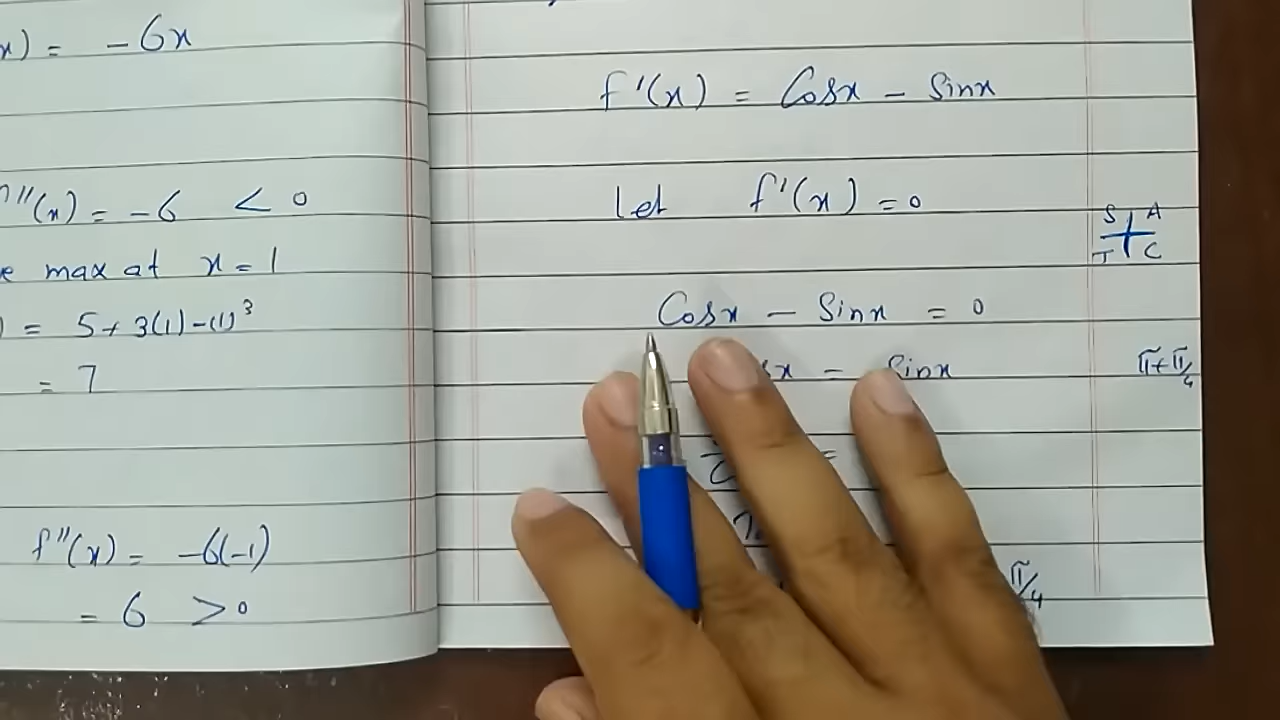 = -6x
f''(x) = -6 < 0
max at x = 1
= 5 + 3(1) - (1)³
= 7
f''(x) = -6(-1)
= 6 > 0
f'(x) = Cosx - Sinx
Let f'(x) = 0
S A
T C
Cosx - Sinx = 0
= Sinx
π + π/4
π/4